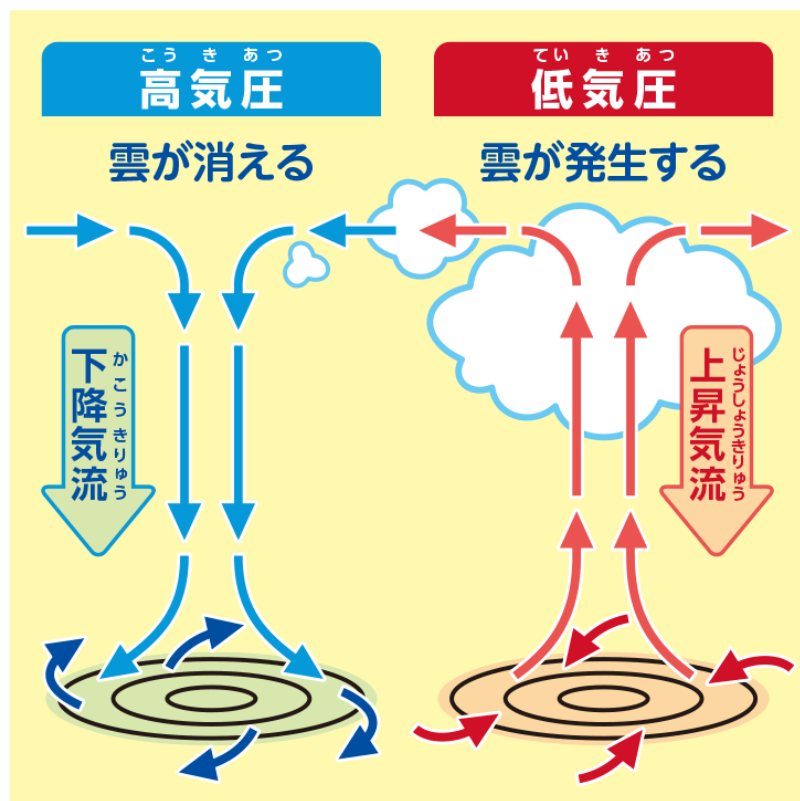 こうきあつ
高気圧
雲が消える
かこうきりゅう
下降気流
ていきあつ
低気圧
雲が発生する
じょうしょうきりゅう
上昇気流